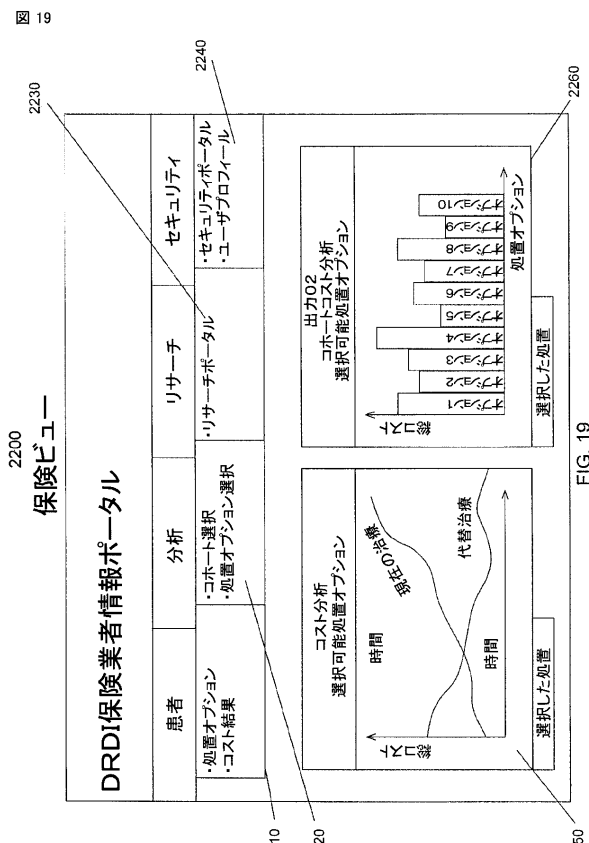 図 19
2200
保険ビュー
DRDI保険業者情報ポータル
患者
分析
リサーチ
セキュリティ
・処置オプション
・コスト結果
・コホート選択
・処置オプション選択
・リサーチポータル
・セキュリティポータル
・ユーザプロフィール
10
20
2230
2240
コスト分析
選択可能処置オプション
総コスト
時間
現在の治療
代替治療
時間
選択した処置
50
出力02
コホートコスト分析
選択可能処置オプション
総コスト
オプション1
オプション2
オプション3
オプション4
オプション5
オプション6
オプション7
オプション8
オプション9
オプション10
処置オプション
選択した処置
2260
FIG. 19